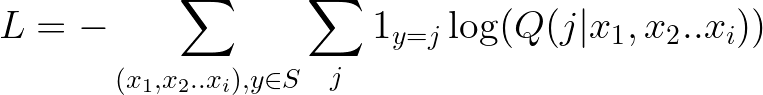 L = − ∑_{(x_1,x_2..x_i),y∈S} ∑_j 1_{y=j} log(Q(j|x_1, x_2..x_i))